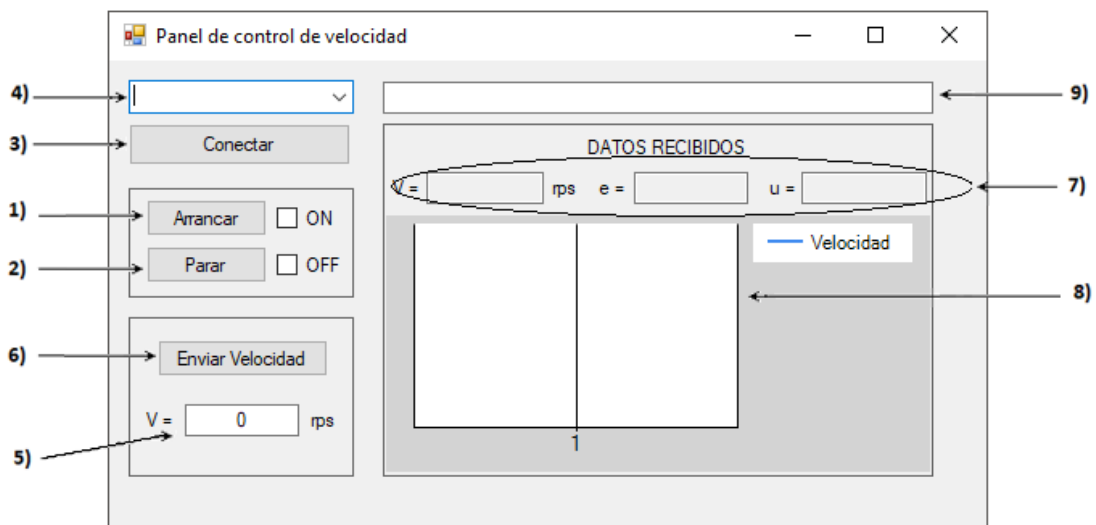 Panel de control de velocidad
4)
9)
3)
Conectar
DATOS RECIBIDOS
V =
rps
e =
u =
7)
1)
Arrancar
ON
Velocidad
2)
Parar
OFF
8)
6)
Enviar Velocidad
V =
0
rps
1
5)